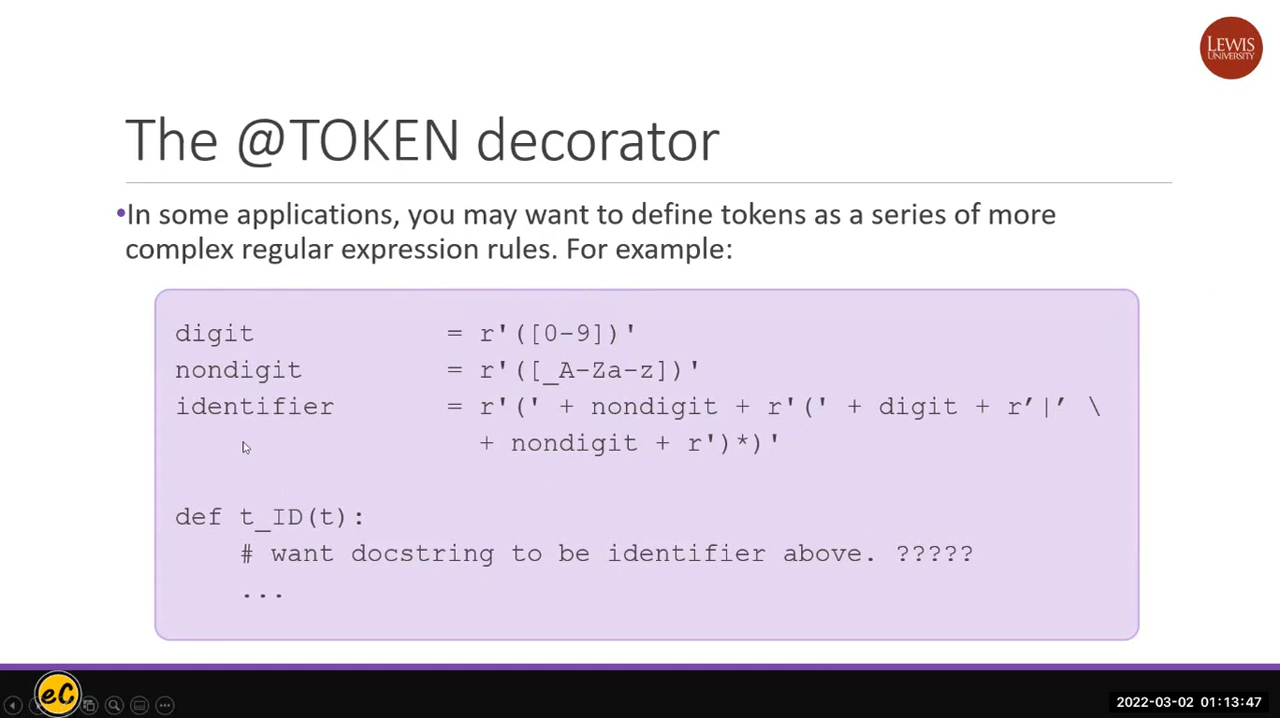 LEWIS
UNIVERSITY
The @TOKEN decorator
•In some applications, you may want to define tokens as a series of more
complex regular expression rules. For example:
digit = r'([0-9])'
nondigit = r'([_A-Za-z])'
identifier = r'(' + nondigit + r'(' + digit + r’|’ \
+ nondigit + r')*)'
def t_ID(t):
# want docstring to be identifier above. ?????
...
eC
2022-03-02 01:13:47